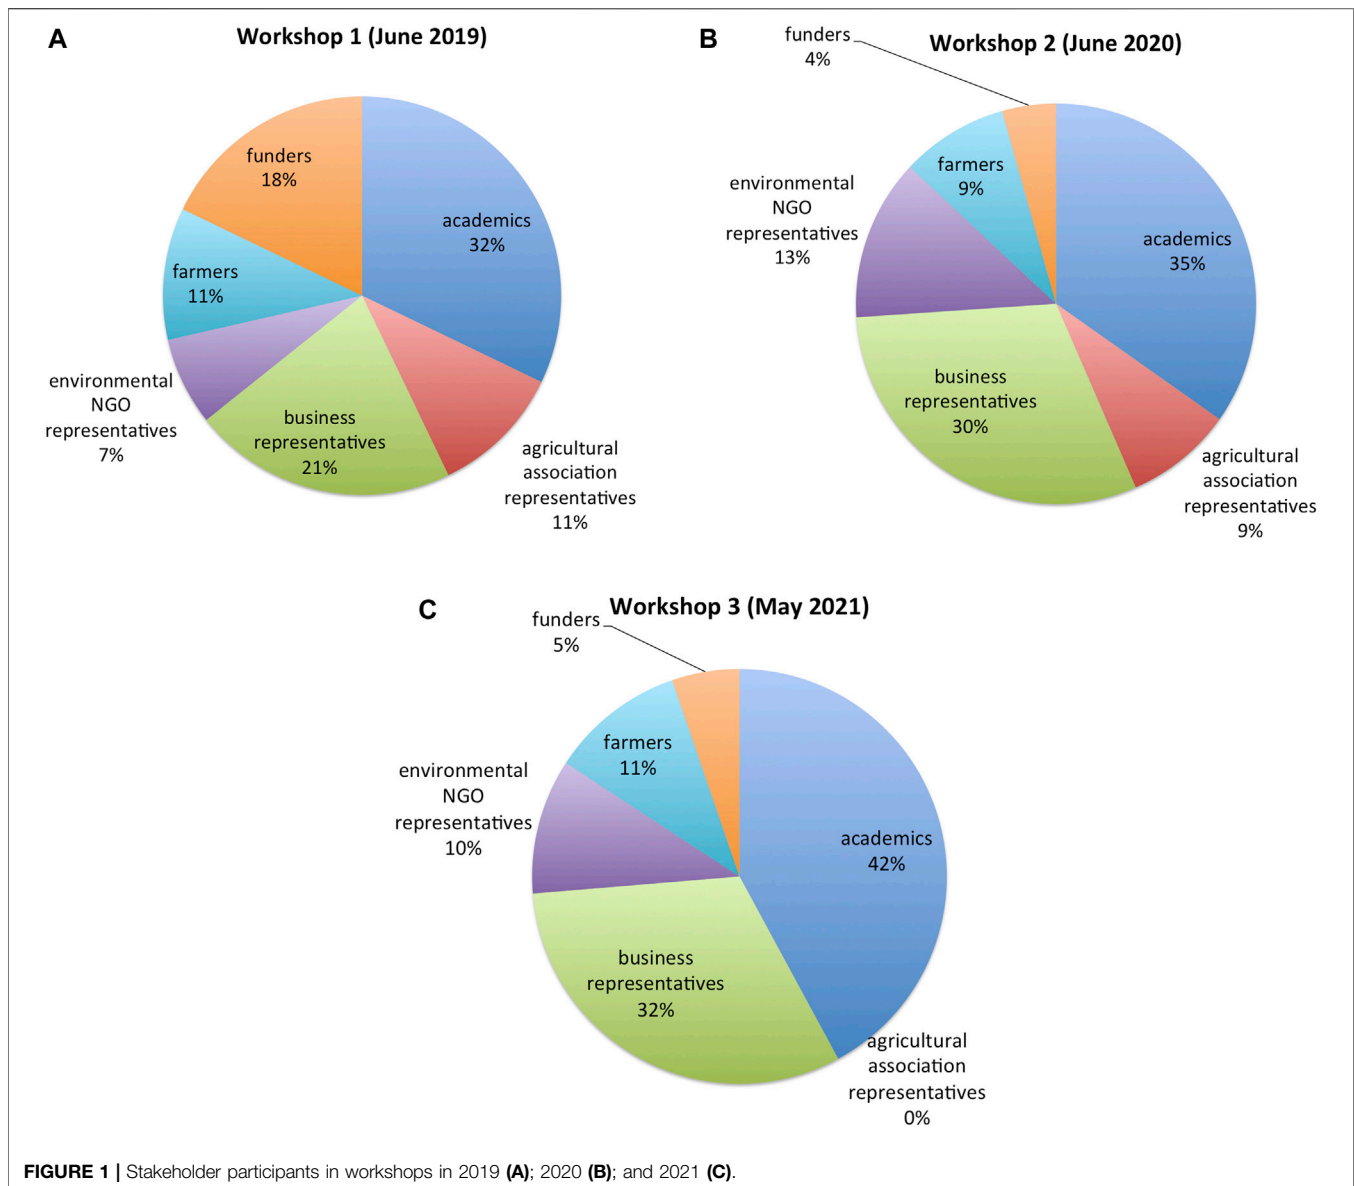 A
Workshop 1 (June 2019)
funders
18%
academics
32%
farmers
11%
environmental
NGO
representatives
7%
business
representatives
21%
agricultural
association
representatives
11%
B
Workshop 2 (June 2020)
funders
4%
farmers
9%
environmental
NGO
representatives
13%
academics
35%
business
representatives
30%
agricultural
association
representatives
9%
C
Workshop 3 (May 2021)
funders
5%
farmers
11%
environmental
NGO
representatives
10%
academics
42%
business
representatives
32%
agricultural
association
representatives
0%
FIGURE 1 | Stakeholder participants in workshops in 2019 (A); 2020 (B); and 2021 (C).